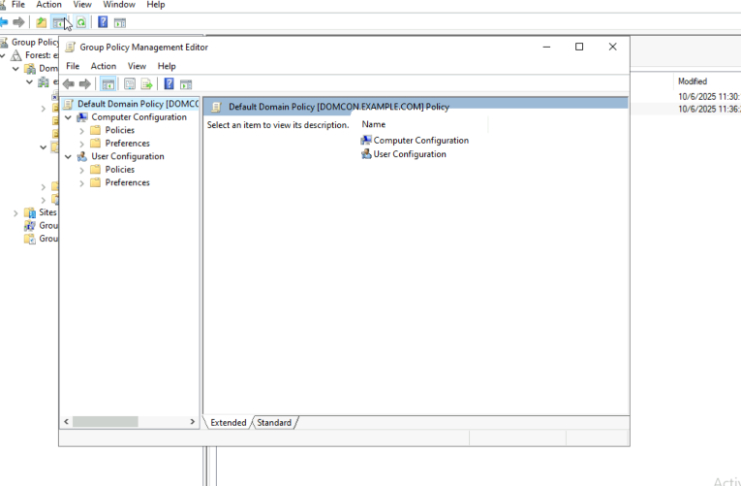 File Action View Window Help
Group Policy Management Editor
File Action View Help
Default Domain Policy [DOMCC
Computer Configuration
Policies
Preferences
User Configuration
Policies
Preferences
Default Domain Policy [DOMCON.EXAMPLE.COM] Policy
Select an item to view its description.
Name
Computer Configuration
User Configuration
Extended Standard
Group Policy
Forest: e
Dom
e
Sites
Grou
Grou
Modified
10/6/2025 11:30:
10/6/2025 11:36:
Activ